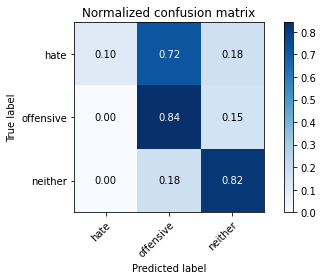 Normalized confusion matrix
True label
hate
0.10 0.72 0.18
offensive
0.00 0.84 0.15
neither
0.00 0.18 0.82
hate
offensive
neither
Predicted label
0.8
0.7
0.6
0.5
0.4
0.3
0.2
0.1
0.0